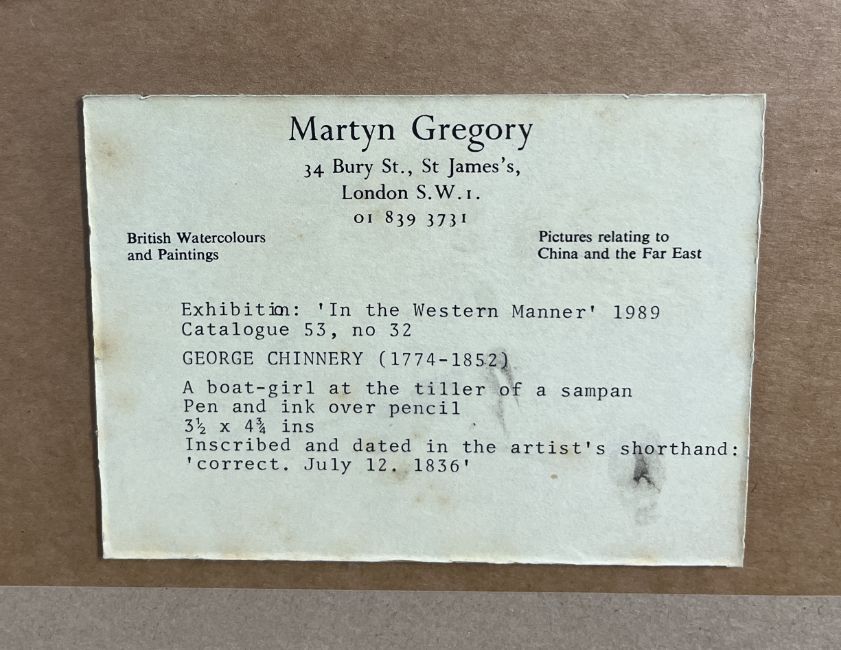 Martyn Gregory
34 Bury St., St James's,
London S.W.1.
01 839 3731
British Watercolours
and Paintings
Pictures relating to
China and the Far East
Exhibition: 'In the Western Manner' 1989
Catalogue 53, no 32
GEORGE CHINNERY (1774-1852)
A boat-girl at the tiller of a sampan
Pen and ink over pencil
3½ x 4¾ ins
Inscribed and dated in the artist's shorthand:
'correct. July 12. 1836'